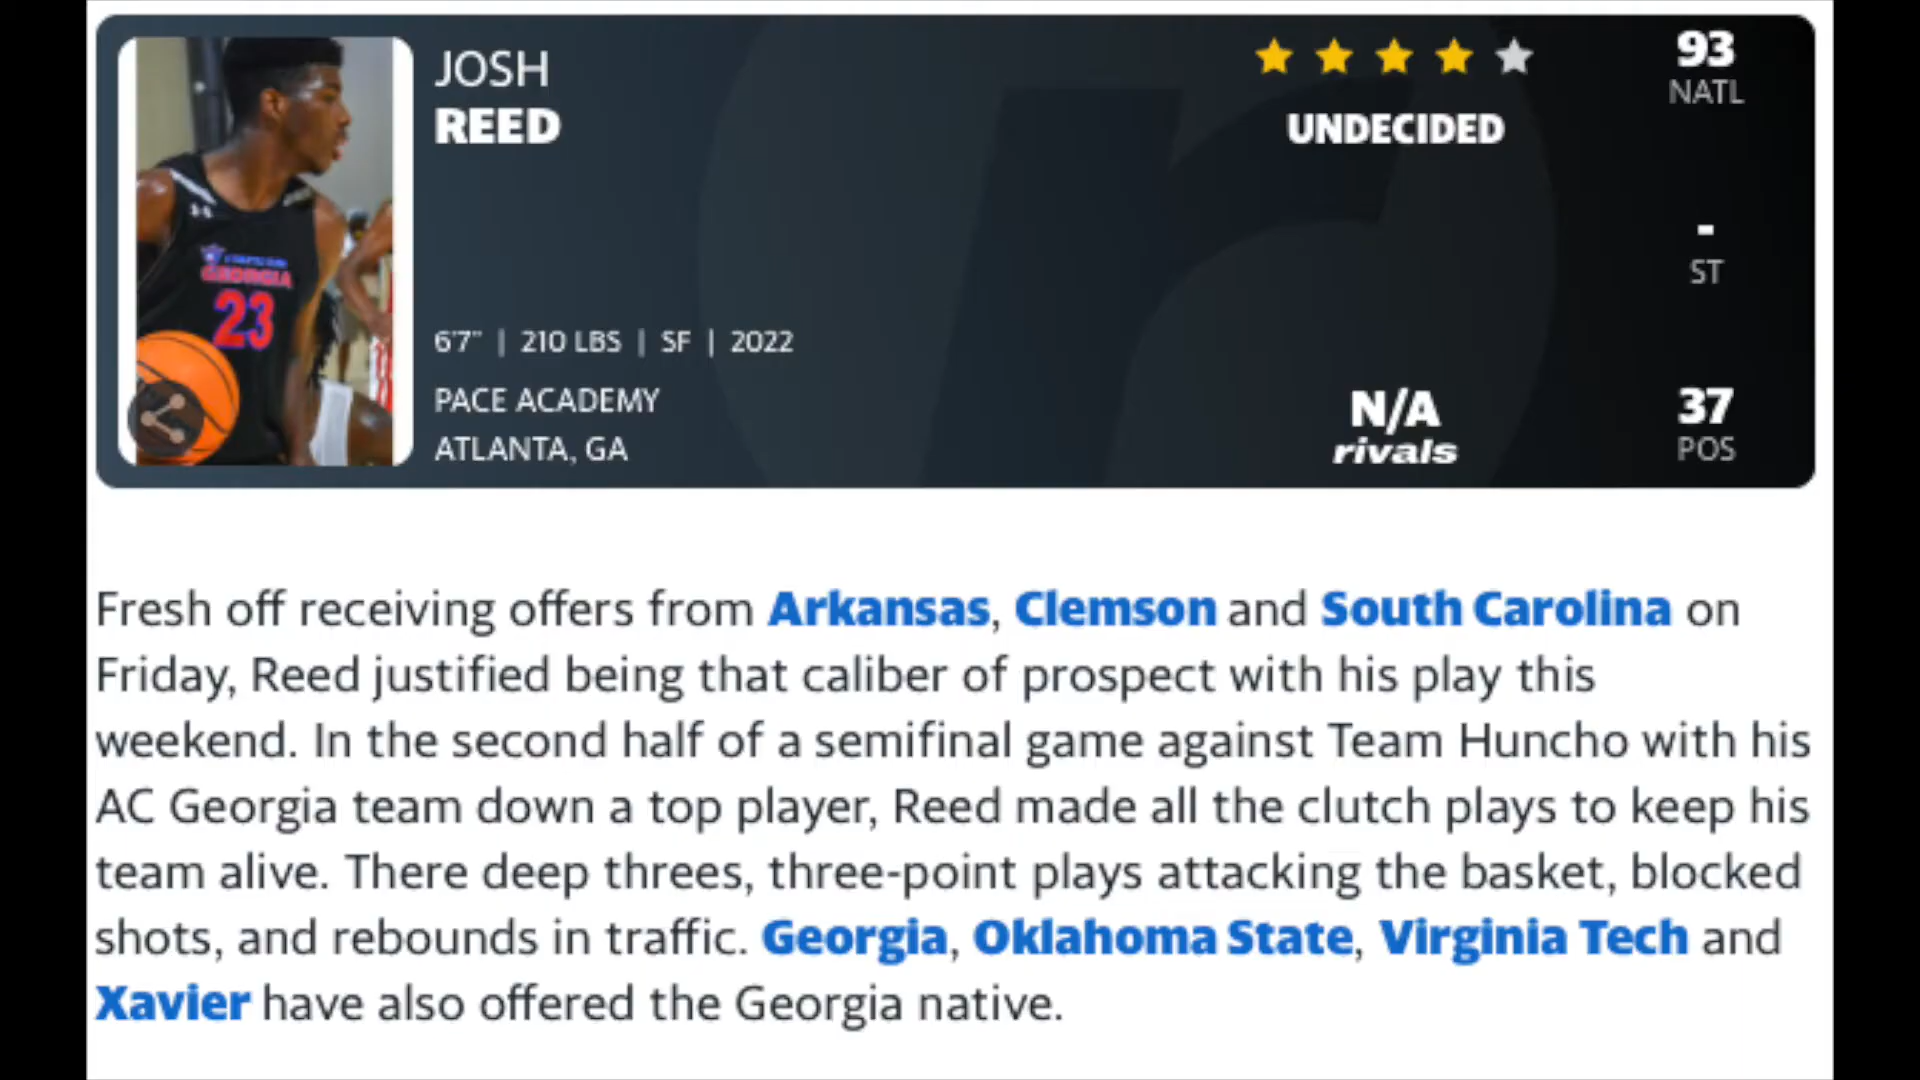 JOSH
REED
6'7" | 210 LBS | SF | 2022
PACE ACADEMY
ATLANTA, GA
UNDECIDED
N/A
rivals
93
NATL
-
ST
37
POS
GEORGIA
23
Fresh off receiving offers from Arkansas, Clemson and South Carolina on
Friday, Reed justified being that caliber of prospect with his play this
weekend. In the second half of a semifinal game against Team Huncho with his
AC Georgia team down a top player, Reed made all the clutch plays to keep his
team alive. There deep threes, three-point plays attacking the basket, blocked
shots, and rebounds in traffic. Georgia, Oklahoma State, Virginia Tech and
Xavier have also offered the Georgia native.